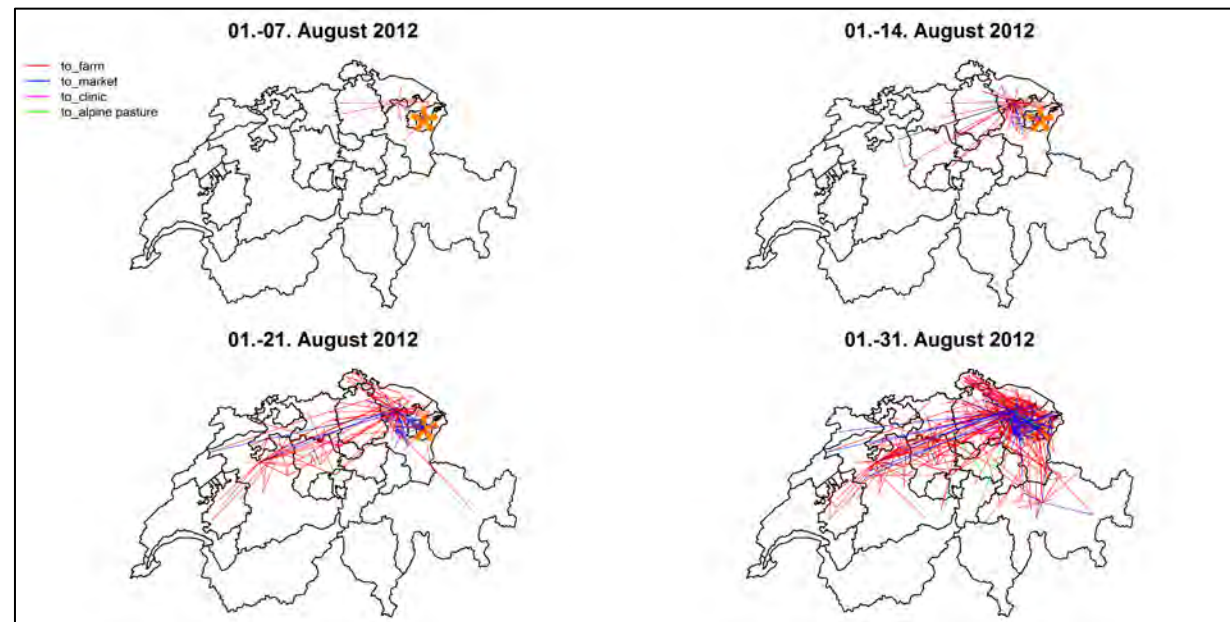 01.-07. August 2012
01.-14. August 2012
to_farm
to_market
to_clinic
to_alpine pasture
01.-21. August 2012
01.-31. August 2012